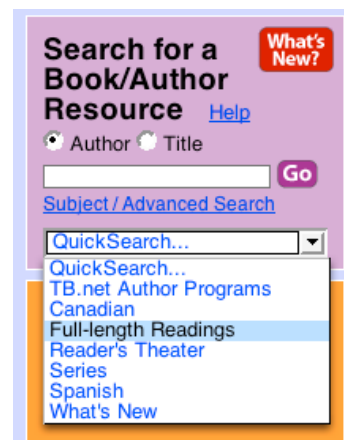 Search for a
What's
New?
Book/Author
Resource Help
Author Title
Go
Subject / Advanced Search
QuickSearch...
QuickSearch...
TB.net Author Programs
Canadian
Full-length Readings
Reader's Theater
Series
Spanish
What's New